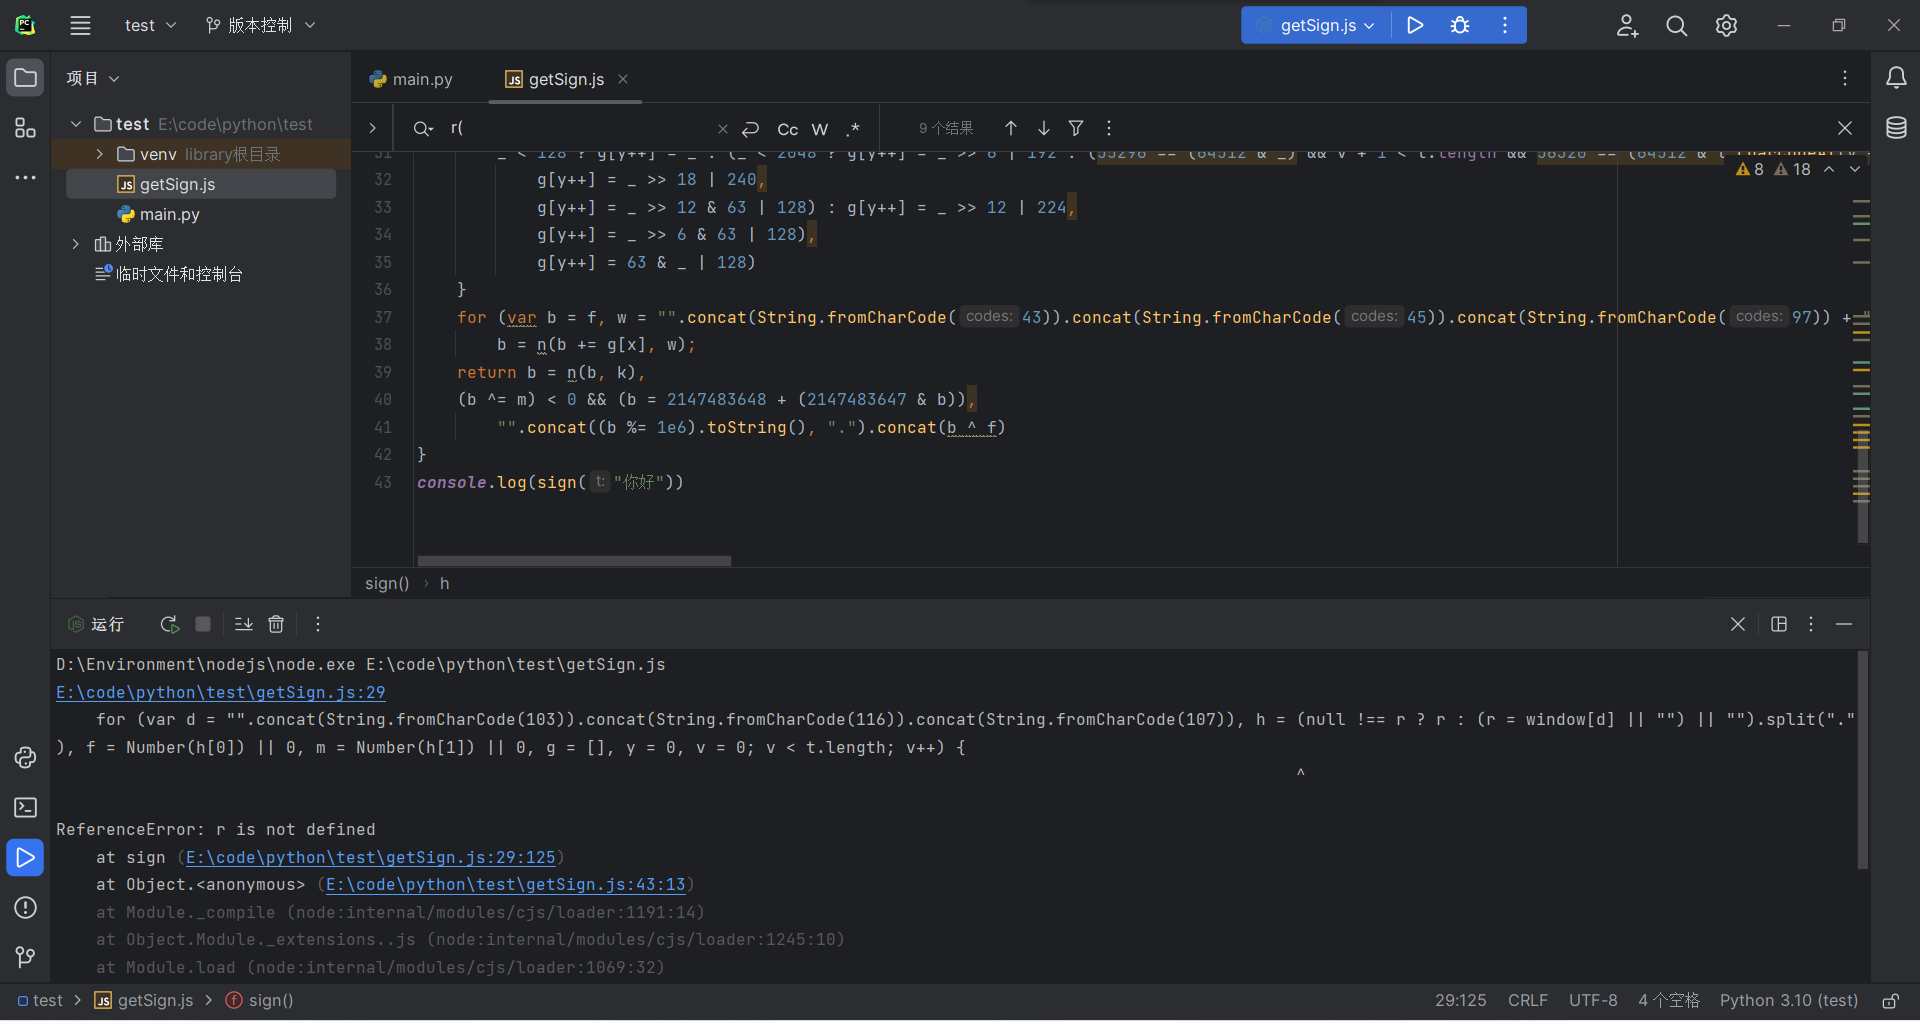 test
版本控制
getSign.js
项目
main.py
getSign.js
r(
Cc
W
.*
9 个结果
test E:\code\python\test
venv library根目录
getSign.js
main.py
外部库
临时文件和控制台
8
18
31 _ < 128 ? g[y++] = _ : (_ < 2048 ? g[y++] = _ >> 6 | 192 : (55296 == (64512 & _) && v + 1 < t.length && 56320 == (64512 & t
32 g[y++] = _ >> 18 | 240,
33 g[y++] = _ >> 12 & 63 | 128) : g[y++] = _ >> 12 | 224,
34 g[y++] = _ >> 6 & 63 | 128),
35 g[y++] = 63 & _ | 128)
36 }
37 for (var b = f, w = "".concat(String.fromCharCode( codes: 43)).concat(String.fromCharCode( codes: 45)).concat(String.fromCharCode( codes: 97)) + "
38 b = n(b += g[x], w);
39 return b = n(b, k),
40 (b ^= m) < 0 && (b = 2147483648 + (2147483647 & b)),
41 "".concat((b %= 1e6).toString(), ".").concat(b ^ f)
42 }
43 console.log(sign( t: "你好"))
sign() › h
运行
D:\Environment\nodejs\node.exe E:\code\python\test\getSign.js
E:\code\python\test\getSign.js:29
for (var d = "".concat(String.fromCharCode(103)).concat(String.fromCharCode(116)).concat(String.fromCharCode(107)), h = (null !== r ? r : (r = window[d] || "") || "").split("."
), f = Number(h[0]) || 0, m = Number(h[1]) || 0, g = [], y = 0, v = 0; v < t.length; v++) {
^
ReferenceError: r is not defined
at sign (E:\code\python\test\getSign.js:29:125)
at Object.<anonymous> (E:\code\python\test\getSign.js:43:13)
at Module._compile (node:internal/modules/cjs/loader:1191:14)
at Object.Module._extensions..js (node:internal/modules/cjs/loader:1245:10)
at Module.load (node:internal/modules/cjs/loader:1069:32)
test > getSign.js > sign()
29:125
CRLF
UTF-8
4 个空格
Python 3.10 (test)